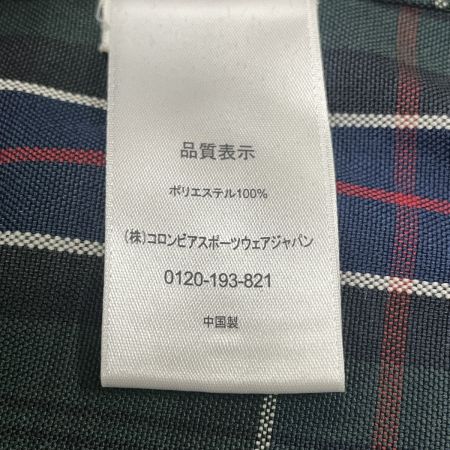 品質表示
ポリエステル100%
(株)コロンビアスポーツウェアジャパン
0120-193-821
中国製